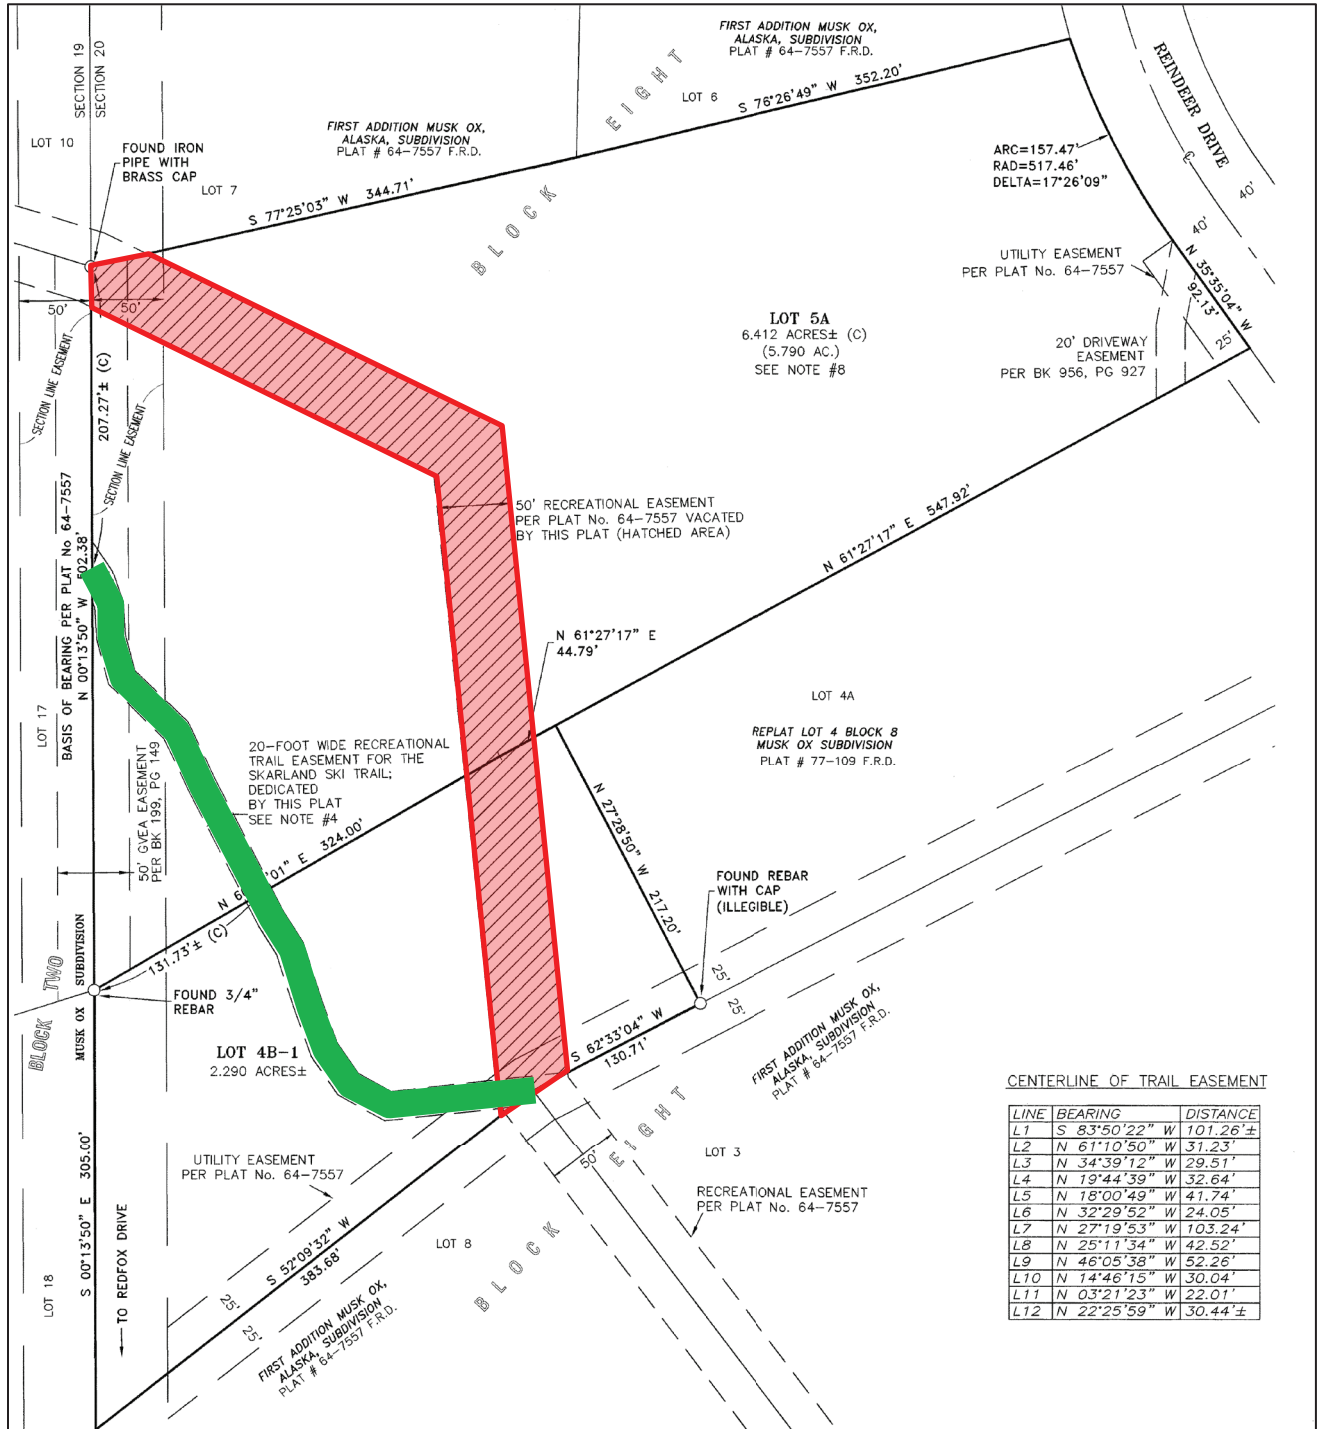 FIRST ADDITION MUSK OX,
ALASKA, SUBDIVISION
PLAT # 64-7557 F.R.D.
SECTION 19
SECTION 20
REINDEER DRIVE
BLOCK EIGHT
LOT 6
S 76°26'49" W 352.20'
FIRST ADDITION MUSK OX,
ALASKA, SUBDIVISION
PLAT # 64-7557 F.R.D.
LOT 10
FOUND IRON
PIPE WITH
BRASS CAP
LOT 7
S 77°25'03" W 344.71'
ARC=157.47'
RAD=517.46'
DELTA=17°26'09"
40'
40'
UTILITY EASEMENT
PER PLAT No. 64-7557
N 35°35'04" W
92.13'
25'
50'
50'
LOT 5A
6.412 ACRES± (C)
(5.790 AC.)
SEE NOTE #8
20' DRIVEWAY
EASEMENT
PER BK 956, PG 927
SECTION LINE EASEMENT
207.27'± (C)
SECTION LINE EASEMENT
BASIS OF BEARING PER PLAT No 64-7557
N 00°13'50" W 502.38'
50' RECREATIONAL EASEMENT
PER PLAT No. 64-7557 VACATED
BY THIS PLAT (HATCHED AREA)
N 61°27'17" E 547.92'
N 61°27'17" E
44.79'
LOT 4A
REPLAT LOT 4 BLOCK 8
MUSK OX SUBDIVISION
PLAT # 77-109 F.R.D.
LOT 17
20-FOOT WIDE RECREATIONAL
TRAIL EASEMENT FOR THE
SKARLAND SKI TRAIL;
DEDICATED
BY THIS PLAT
SEE NOTE #4
50' GVEA EASEMENT
PER BK 199, PG 149
N 6
'01" E 324.00'
131.73'± (C)
N 27°28'50" W 217.20'
FOUND REBAR
WITH CAP
(ILLEGIBLE)
BLOCK TWO
MUSK OX SUBDIVISION
FOUND 3/4"
REBAR
25'
25'
LOT 4B-1
2.290 ACRES±
S 62°33'04" W
130.71'
FIRST ADDITION MUSK OX,
ALASKA, SUBDIVISION
PLAT # 64-7557 F.R.D.
BLOCK EIGHT
50'
LOT 3
RECREATIONAL EASEMENT
PER PLAT No. 64-7557
UTILITY EASEMENT
PER PLAT No. 64-7557
S 00°13'50" E 305.00'
TO REDFOX DRIVE
LOT 18
S 52°09'32" W
383.68'
LOT 8
25'
25'
FIRST ADDITION MUSK OX,
ALASKA, SUBDIVISION
PLAT # 64-7557 F.R.D.
CENTERLINE OF TRAIL EASEMENT
LINE BEARING DISTANCE
L1 S 83°50'22" W 101.26'±
L2 N 61°10'50" W 31.23'
L3 N 34°39'12" W 29.51'
L4 N 19°44'39" W 32.64'
L5 N 18°00'49" W 41.74'
L6 N 32°29'52" W 24.05'
L7 N 27°19'53" W 103.24'
L8 N 25°11'34" W 42.52'
L9 N 46°05'38" W 52.26'
L10 N 14°46'15" W 30.04'
L11 N 03°21'23" W 22.01'
L12 N 22°25'59" W 30.44'±